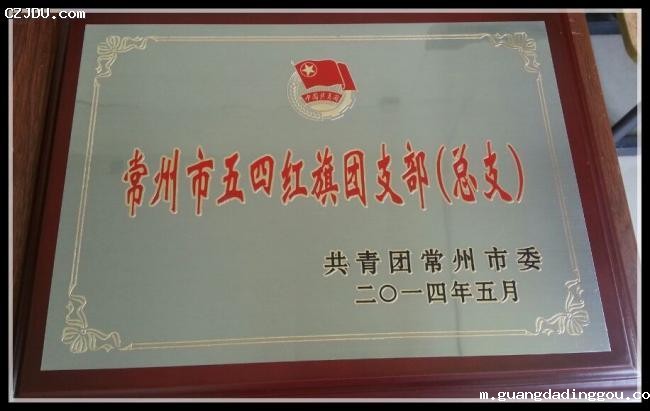 CZJDU.COM
中国共青团
常州市五四红旗团支部(总支)
共青团常州市委
二〇一四年五月
m.guangdadinggou.co